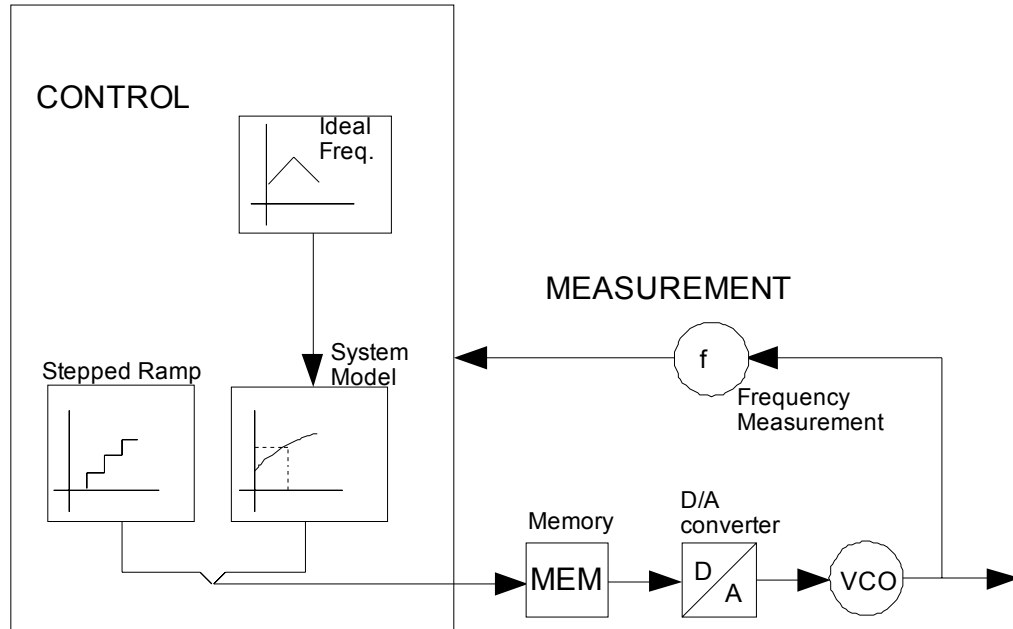 CONTROL
Ideal
Freq.
MEASUREMENT
System
Model
Stepped Ramp
f
Frequency
Measurement
Memory
D/A
converter
MEM
D
A
VCO